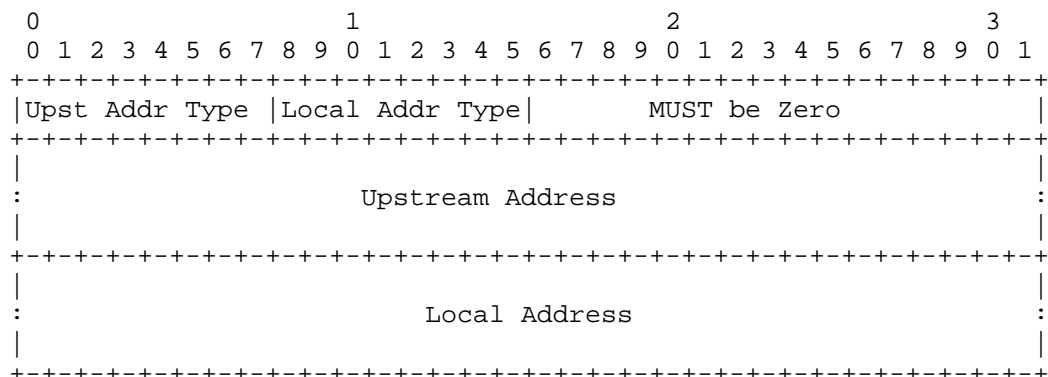 0                   1                   2                   3
 0 1 2 3 4 5 6 7 8 9 0 1 2 3 4 5 6 7 8 9 0 1 2 3 4 5 6 7 8 9 0 1
+-+-+-+-+-+-+-+-+-+-+-+-+-+-+-+-+-+-+-+-+-+-+-+-+-+-+-+-+-+-+-+-+
|Upst Addr Type |Local Addr Type|       MUST be Zero            |
+-+-+-+-+-+-+-+-+-+-+-+-+-+-+-+-+-+-+-+-+-+-+-+-+-+-+-+-+-+-+-+-+
|                                                               |
:                     Upstream Address                          :
|                                                               |
+-+-+-+-+-+-+-+-+-+-+-+-+-+-+-+-+-+-+-+-+-+-+-+-+-+-+-+-+-+-+-+-+
|                                                               |
:                         Local Address                         :
|                                                               |
+-+-+-+-+-+-+-+-+-+-+-+-+-+-+-+-+-+-+-+-+-+-+-+-+-+-+-+-+-+-+-+-+